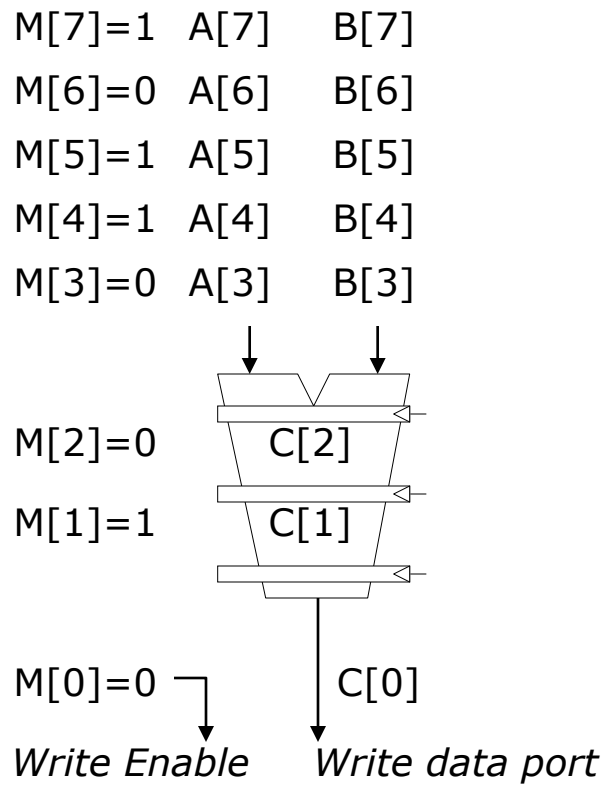 M[7]=1 A[7] B[7]
M[6]=0 A[6] B[6]
M[5]=1 A[5] B[5]
M[4]=1 A[4] B[4]
M[3]=0 A[3] B[3]
M[2]=0 C[2]
M[1]=1 C[1]
M[0]=0 C[0]
Write Enable Write data port